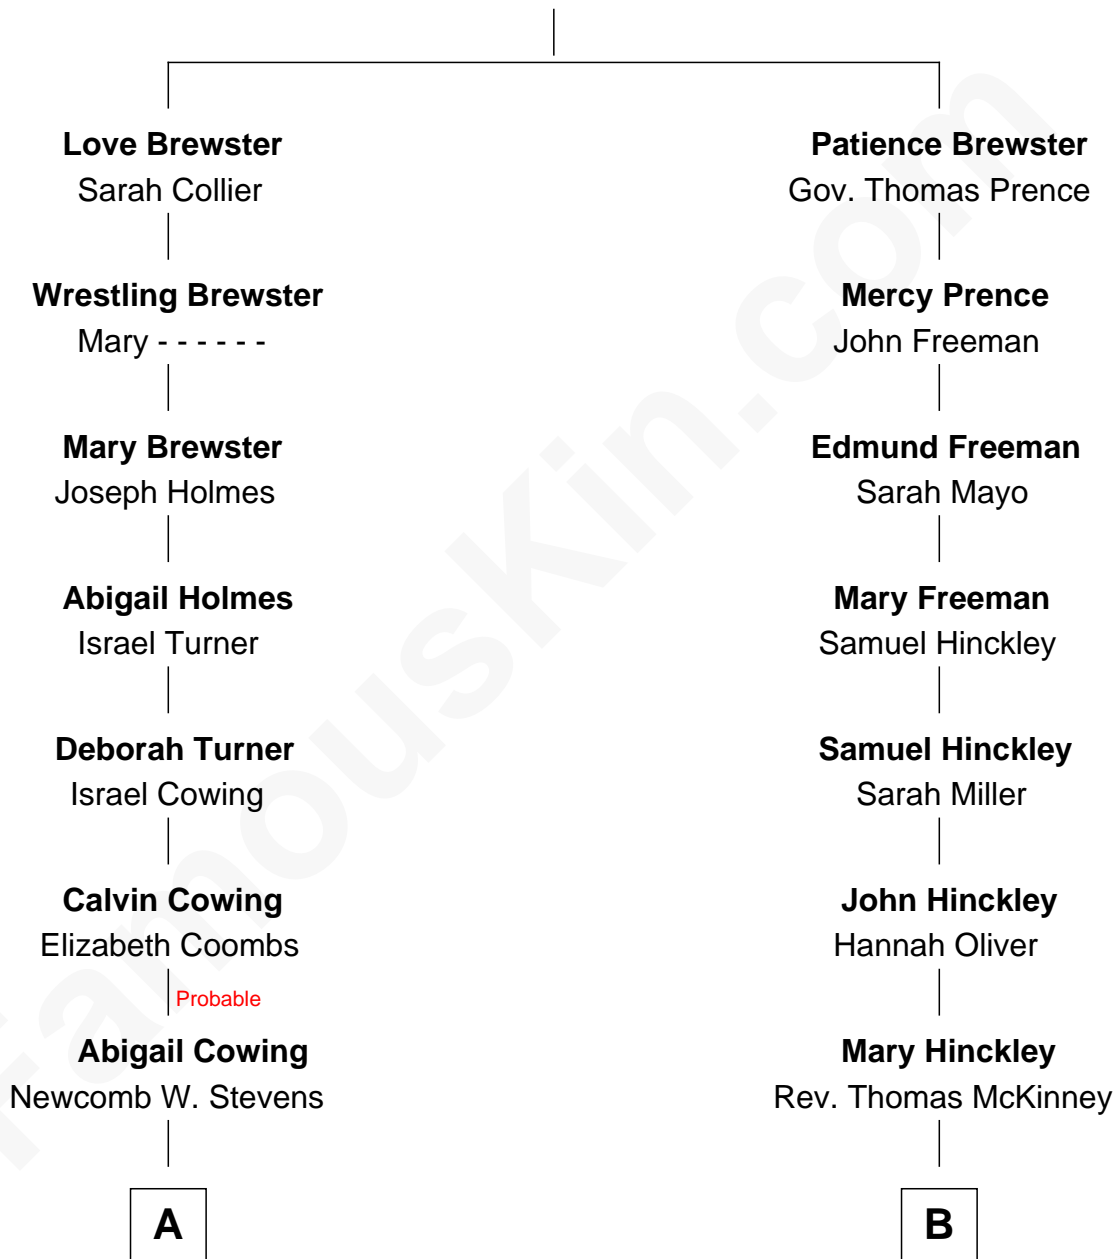 Love Brewster
Sarah Collier
Wrestling Brewster
Mary - - - - - -
Mary Brewster
Joseph Holmes
Abigail Holmes
Israel Turner
Deborah Turner
Israel Cowing
Calvin Cowing
Elizabeth Coombs
Probable
Abigail Cowing
Newcomb W. Stevens
A
Patience Brewster
Gov. Thomas Prence
Mercy Prence
John Freeman
Edmund Freeman
Sarah Mayo
Mary Freeman
Samuel Hinckley
Samuel Hinckley
Sarah Miller
John Hinckley
Hannah Oliver
Mary Hinckley
Rev. Thomas McKinney
B
FamousKin.com